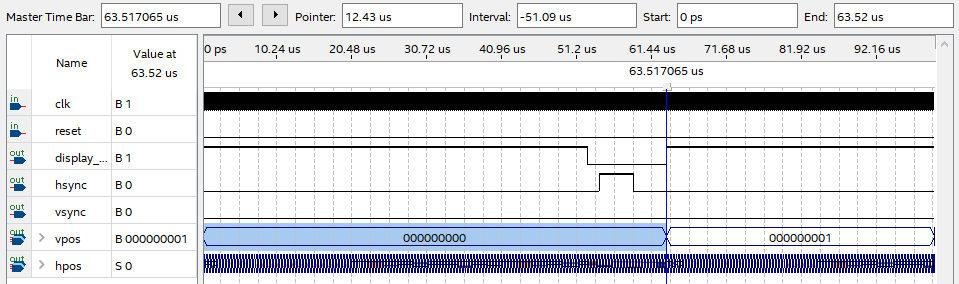 Master Time Bar: 63.517065 us Pointer: 12.43 us Interval: -51.09 us Start: 0 ps End: 63.52 us
Name Value at 63.52 us
0 ps 10.24 us 20.48 us 30.72 us 40.96 us 51.2 us 61.44 us 71.68 us 81.92 us 92.16 us
63.517065 us
in clk B 1
in reset B 0
out display_... B 1
out hsync B 0
out vsync B 0
out vpos B 000000001 000000000 000000001
out hpos S 0